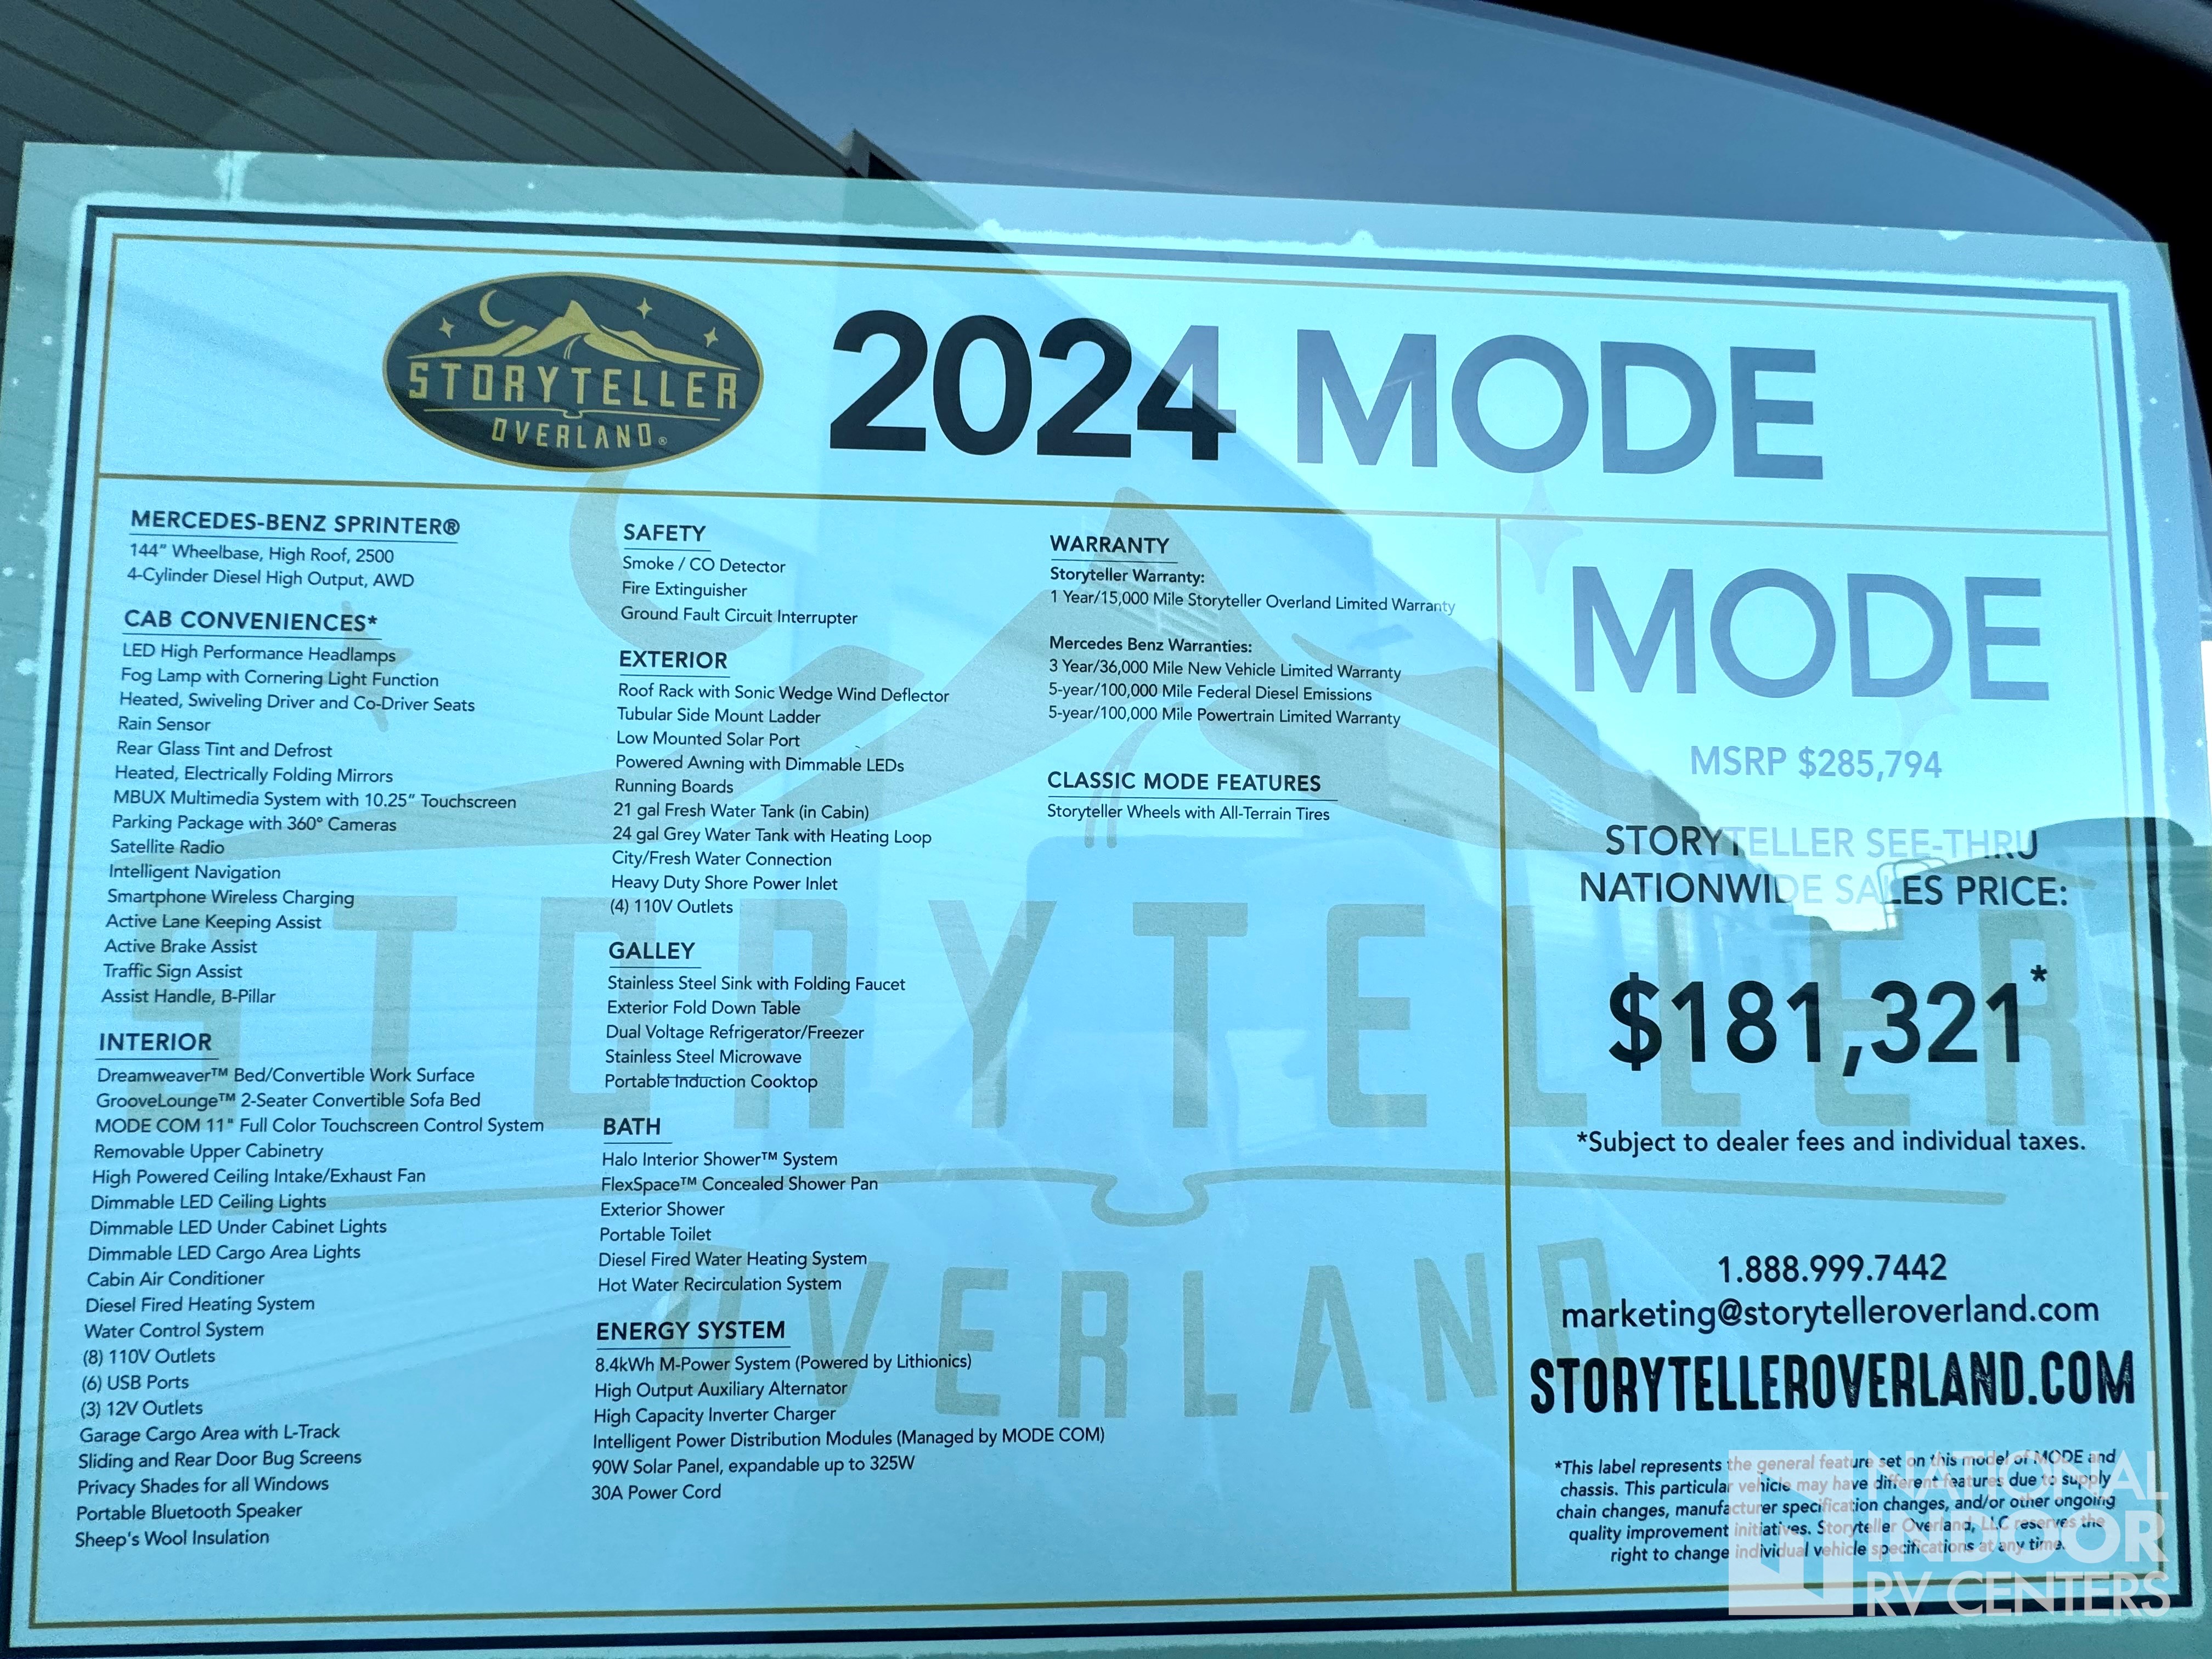 STORYTELLER
OVERLAND®
2024 MODE
MERCEDES-BENZ SPRINTER®
144" Wheelbase, High Roof, 2500
4-Cylinder Diesel High Output, AWD
CAB CONVENIENCES*
LED High Performance Headlamps
Fog Lamp with Cornering Light Function
Heated, Swiveling Driver and Co-Driver Seats
Rain Sensor
Rear Glass Tint and Defrost
Heated, Electrically Folding Mirrors
MBUX Multimedia System with 10.25" Touchscreen
Parking Package with 360° Cameras
Satellite Radio
Intelligent Navigation
Smartphone Wireless Charging
Active Lane Keeping Assist
Active Brake Assist
Traffic Sign Assist
Assist Handle, B-Pillar
INTERIOR
Dreamweaver™ Bed/Convertible Work Surface
GrooveLounge™ 2-Seater Convertible Sofa Bed
MODE COM 11" Full Color Touchscreen Control System
Removable Upper Cabinetry
High Powered Ceiling Intake/Exhaust Fan
Dimmable LED Ceiling Lights
Dimmable LED Under Cabinet Lights
Dimmable LED Cargo Area Lights
Cabin Air Conditioner
Diesel Fired Heating System
Water Control System
(8) 110V Outlets
(6) USB Ports
(3) 12V Outlets
Garage Cargo Area with L-Track
Sliding and Rear Door Bug Screens
Privacy Shades for all Windows
Portable Bluetooth Speaker
Sheep's Wool Insulation
SAFETY
Smoke / CO Detector
Fire Extinguisher
Ground Fault Circuit Interrupter
EXTERIOR
Roof Rack with Sonic Wedge Wind Deflector
Tubular Side Mount Ladder
Low Mounted Solar Port
Powered Awning with Dimmable LEDs
Running Boards
21 gal Fresh Water Tank (in Cabin)
24 gal Grey Water Tank with Heating Loop
City/Fresh Water Connection
Heavy Duty Shore Power Inlet
(4) 110V Outlets
GALLEY
Stainless Steel Sink with Folding Faucet
Exterior Fold Down Table
Dual Voltage Refrigerator/Freezer
Stainless Steel Microwave
Portable Induction Cooktop
BATH
Halo Interior Shower™ System
FlexSpace™ Concealed Shower Pan
Exterior Shower
Portable Toilet
Diesel Fired Water Heating System
Hot Water Recirculation System
ENERGY SYSTEM
8.4kWh M-Power System (Powered by Lithionics)
High Output Auxiliary Alternator
High Capacity Inverter Charger
Intelligent Power Distribution Modules (Managed by MODE COM)
90W Solar Panel, expandable up to 325W
30A Power Cord
WARRANTY
Storyteller Warranty:
1 Year/15,000 Mile Storyteller Overland Limited Warranty
Mercedes Benz Warranties:
3 Year/36,000 Mile New Vehicle Limited Warranty
5-year/100,000 Mile Federal Diesel Emissions
5-year/100,000 Mile Powertrain Limited Warranty
CLASSIC MODE FEATURES
Storyteller Wheels with All-Terrain Tires
MODE
MSRP $285,794
STORYTELLER SEE-THRU
NATIONWIDE SALES PRICE:
$181,321*
*Subject to dealer fees and individual taxes.
1.888.999.7442
marketing@storytelleroverland.com
STORYTELLEROVERLAND.COM
*This label represents the general feature set on this model of MODE and
chassis. This particular vehicle may have different features due to supply
chain changes, manufacturer specification changes, and/or other ongoing
quality improvement initiatives. Storyteller Overland, LLC reserves the
right to change individual vehicle specifications at any time.
STORYTELLER
OVERLAND
NATIONAL
INDOOR
RV CENTERS